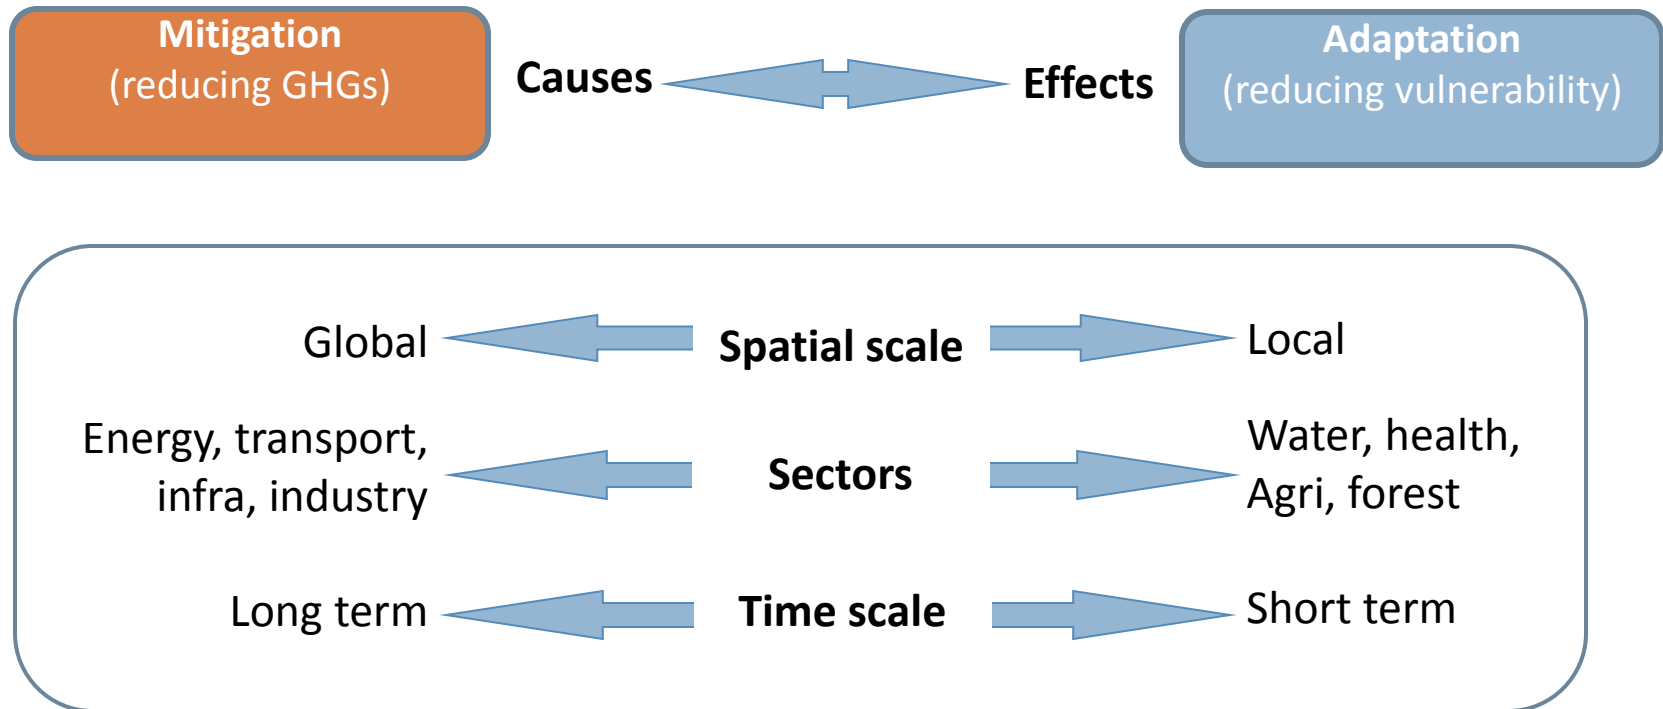 Mitigation
(reducing GHGs)
Causes
Effects
Adaptation
(reducing vulnerability)
Global
Spatial scale
Local
Energy, transport,
infra, industry
Sectors
Water, health,
Agri, forest
Long term
Time scale
Short term